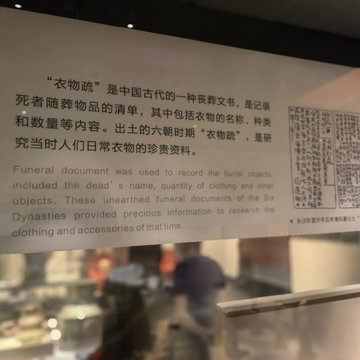 “衣物疏”是中国古代的一种丧葬文书，是记录
死者随葬物品的清单，其中包括衣物的名称、种类
和数量等内容。出土的六朝时期“衣物疏”，是研
究当时人们日常衣物的珍贵资料。
Funeral document was used to record the burial objects,
included the dead’s name, quantity of clothing and other
objects. These unearthed funeral documents of the Six
Dynasties provided precious information to research the
clothing and accessories of that time.